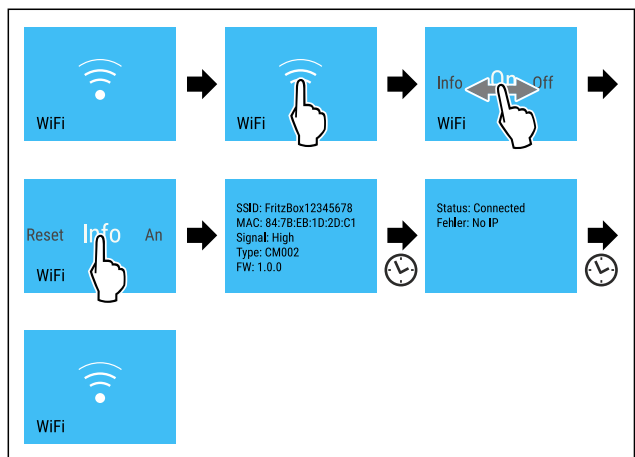 WiFi
WiFi
Info On Off
WiFi
Reset Info An
WiFi
SSID: FritzBox12345678
MAC: 84:7B:EB:1D:2D:C1
Signal: High
Type: CM002
FW: 1.0.0
Status: Connected
Fehler: No IP
WiFi